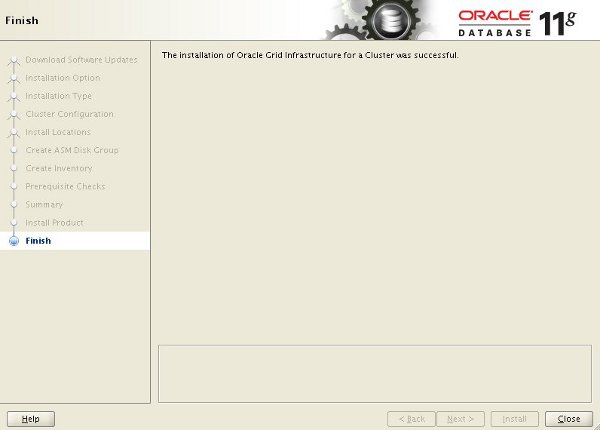 Finish
ORACLE
DATABASE 11g
Download Software Updates
Installation Option
Installation Type
Cluster Configuration
Install Locations
Create ASM Disk Group
Create Inventory
Prerequisite Checks
Summary
Install Product
Finish
The installation of Oracle Grid Infrastructure for a Cluster was successful.
Help
< Back
Next >
Install
Close